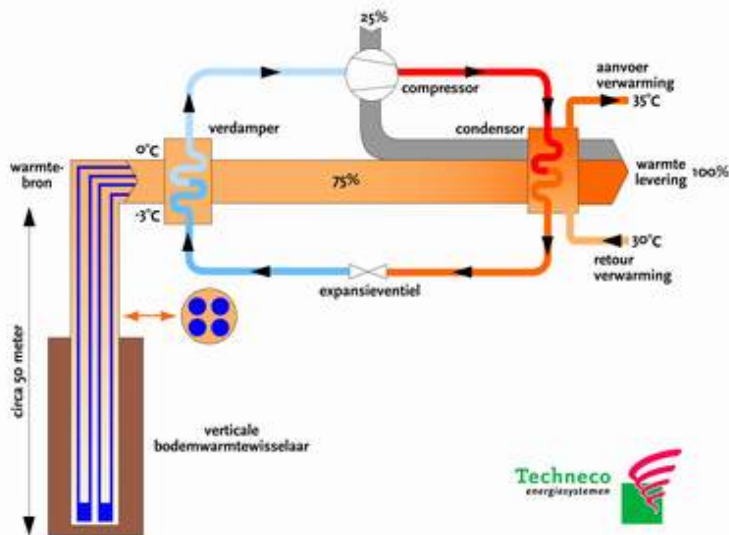 25%
compressor
aanvoer
verwarming
35°C
verdamper
condensor
0°C
warmte-
bron
75%
warmte
levering
100%
-3°C
30°C
retour
verwarming
expansieventiel
circa 50 meter
verticale
bodemwarmtewisselaar
Techneco
energiesystemen